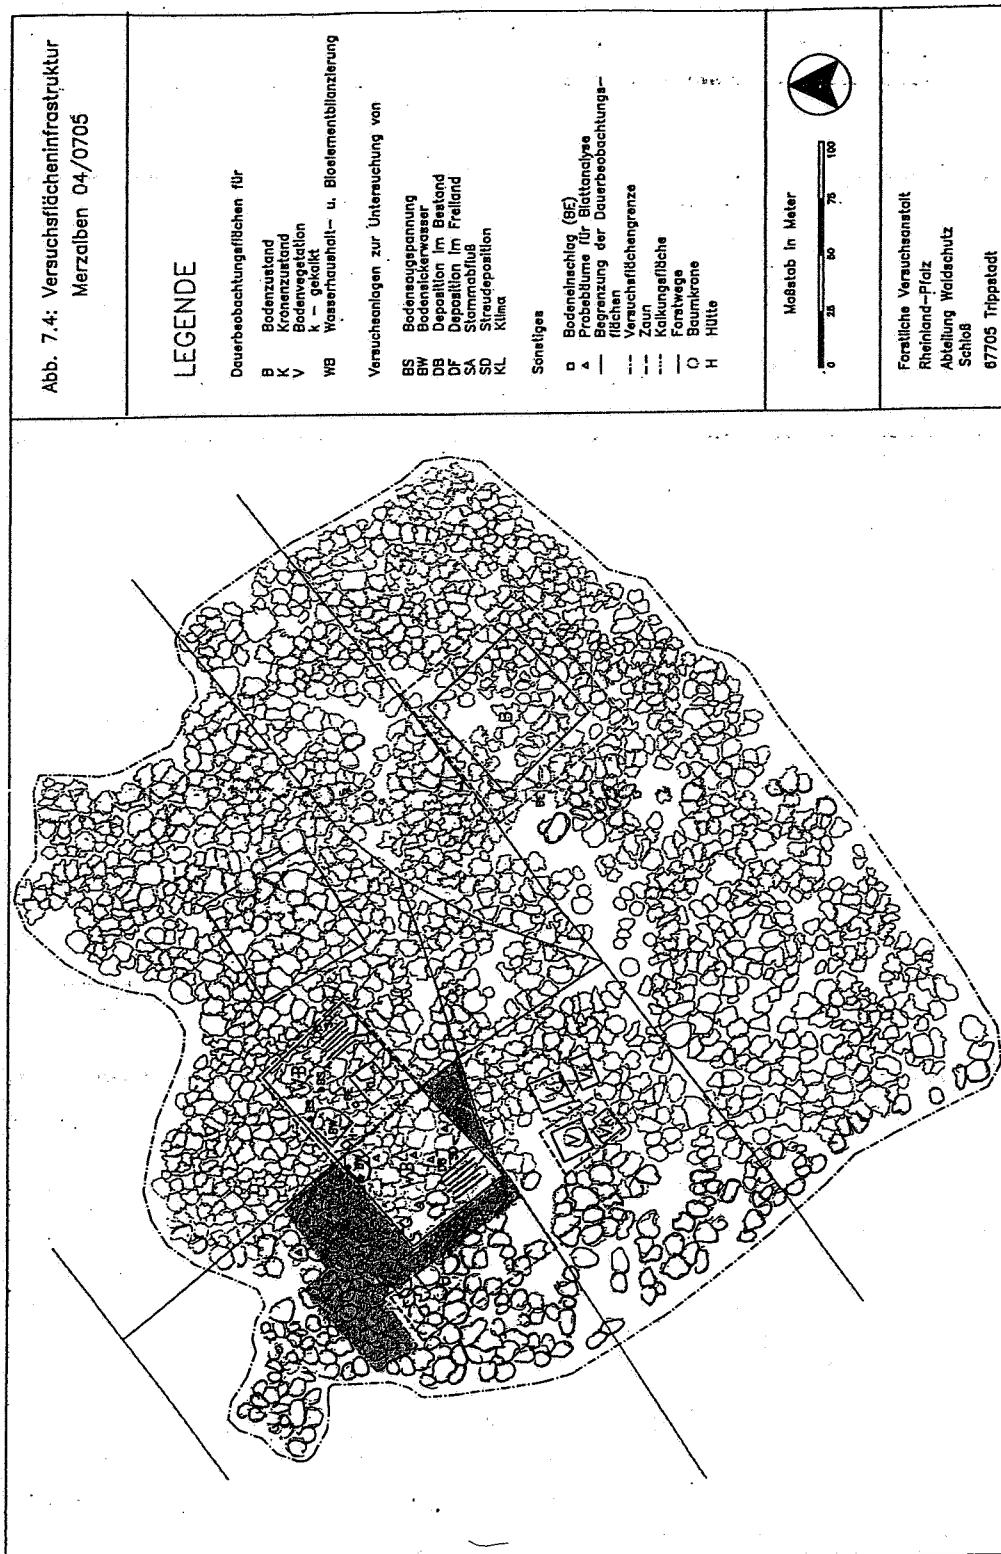 Abb. 7.4: Versuchsflächeninfrastruktur
Merzalben 04/0705
LEGENDE
Dauerbeobachtungsflächen für
B Bodenzustand
K Kronenzustand
V Bodenvegetation
k - gekalkt
WB Wasserhaushalt- u. Bioelementbilanzierung
Versuchsanlagen zur Untersuchung von
BS Bodensaugspannung
BW Bodensickerwasser
DB Deposition im Bestand
DF Deposition im Freiland
SA Stammabfluß
SD Streudeposition
KL Klima
Sonstiges
Bodeneinschlag (BE)
Probebäume für Blattanalyse
Begrenzung der Dauerbeobachtungs-
flächen
Versuchsflächengrenze
Zaun
Kalkungsfläche
Forstwege
Baumkrone
H Hütte
Maßstab in Meter
0 25 50 75 100
Forstliche Versuchsanstalt
Rheinland-Pfalz
Abteilung Waldschutz
Schloß
67705 Trippstadt
WB
BS
B
BE
V